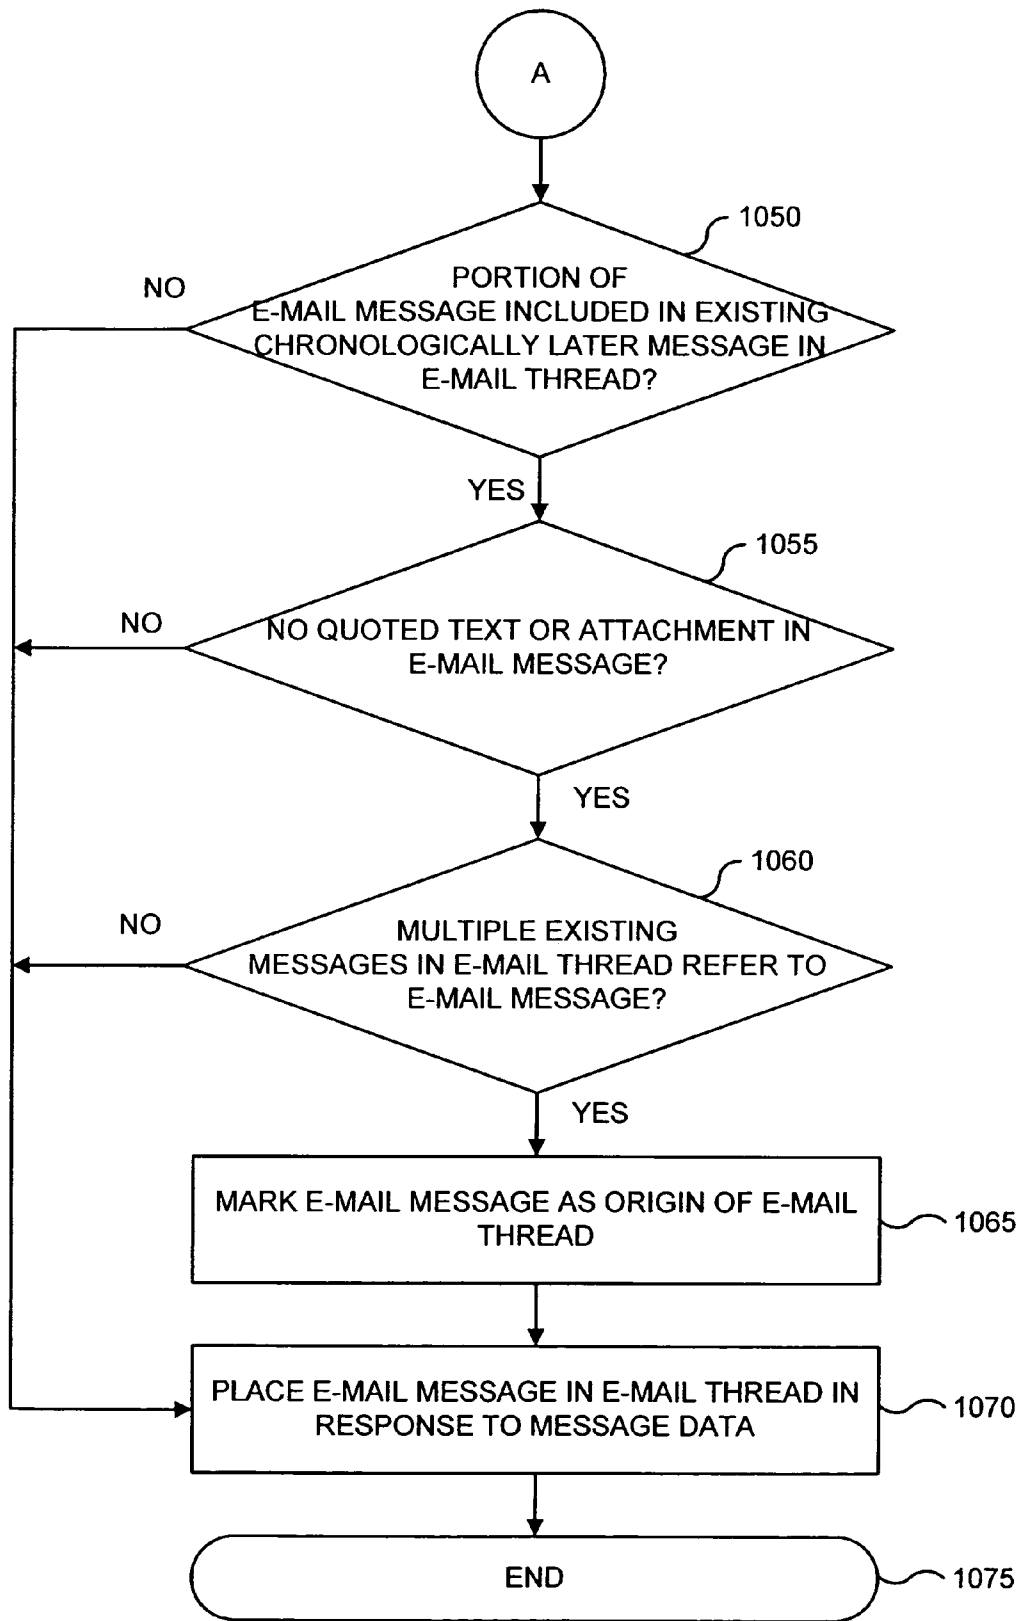 A
1050
NO
PORTION OF
E-MAIL MESSAGE INCLUDED IN EXISTING
CHRONOLOGICALLY LATER MESSAGE IN
E-MAIL THREAD?
YES
1055
NO
NO QUOTED TEXT OR ATTACHMENT IN
E-MAIL MESSAGE?
YES
1060
NO
MULTIPLE EXISTING
MESSAGES IN E-MAIL THREAD REFER TO
E-MAIL MESSAGE?
YES
MARK E-MAIL MESSAGE AS ORIGIN OF E-MAIL
THREAD
1065
PLACE E-MAIL MESSAGE IN E-MAIL THREAD IN
RESPONSE TO MESSAGE DATA
1070
END
1075